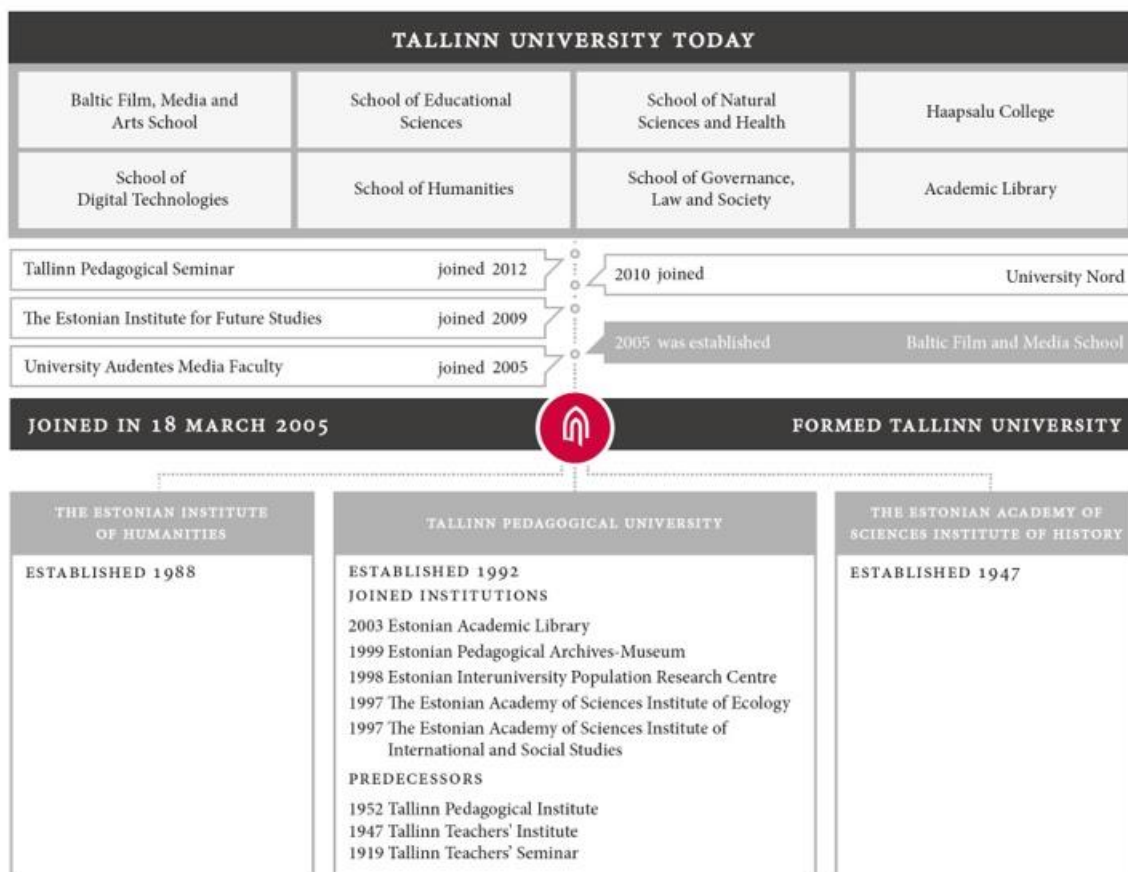 TALLINN UNIVERSITY TODAY
Baltic Film, Media and
Arts School
School of Educational
Sciences
School of Natural
Sciences and Health
Haapsalu College
School of
Digital Technologies
School of Humanities
School of Governance,
Law and Society
Academic Library
Tallinn Pedagogical Seminar joined 2012
2010 joined University Nord
The Estonian Institute for Future Studies joined 2009
2005 was established Baltic Film and Media School
University Audentes Media Faculty joined 2005
JOINED IN 18 MARCH 2005 FORMED TALLINN UNIVERSITY
THE ESTONIAN INSTITUTE
OF HUMANITIES
ESTABLISHED 1988
TALLINN PEDAGOGICAL UNIVERSITY
ESTABLISHED 1992
JOINED INSTITUTIONS
2003 Estonian Academic Library
1999 Estonian Pedagogical Archives-Museum
1998 Estonian Interuniversity Population Research Centre
1997 The Estonian Academy of Sciences Institute of Ecology
1997 The Estonian Academy of Sciences Institute of
International and Social Studies
PREDECESSORS
1952 Tallinn Pedagogical Institute
1947 Tallinn Teachers' Institute
1919 Tallinn Teachers' Seminar
THE ESTONIAN ACADEMY OF
SCIENCES INSTITUTE OF HISTORY
ESTABLISHED 1947